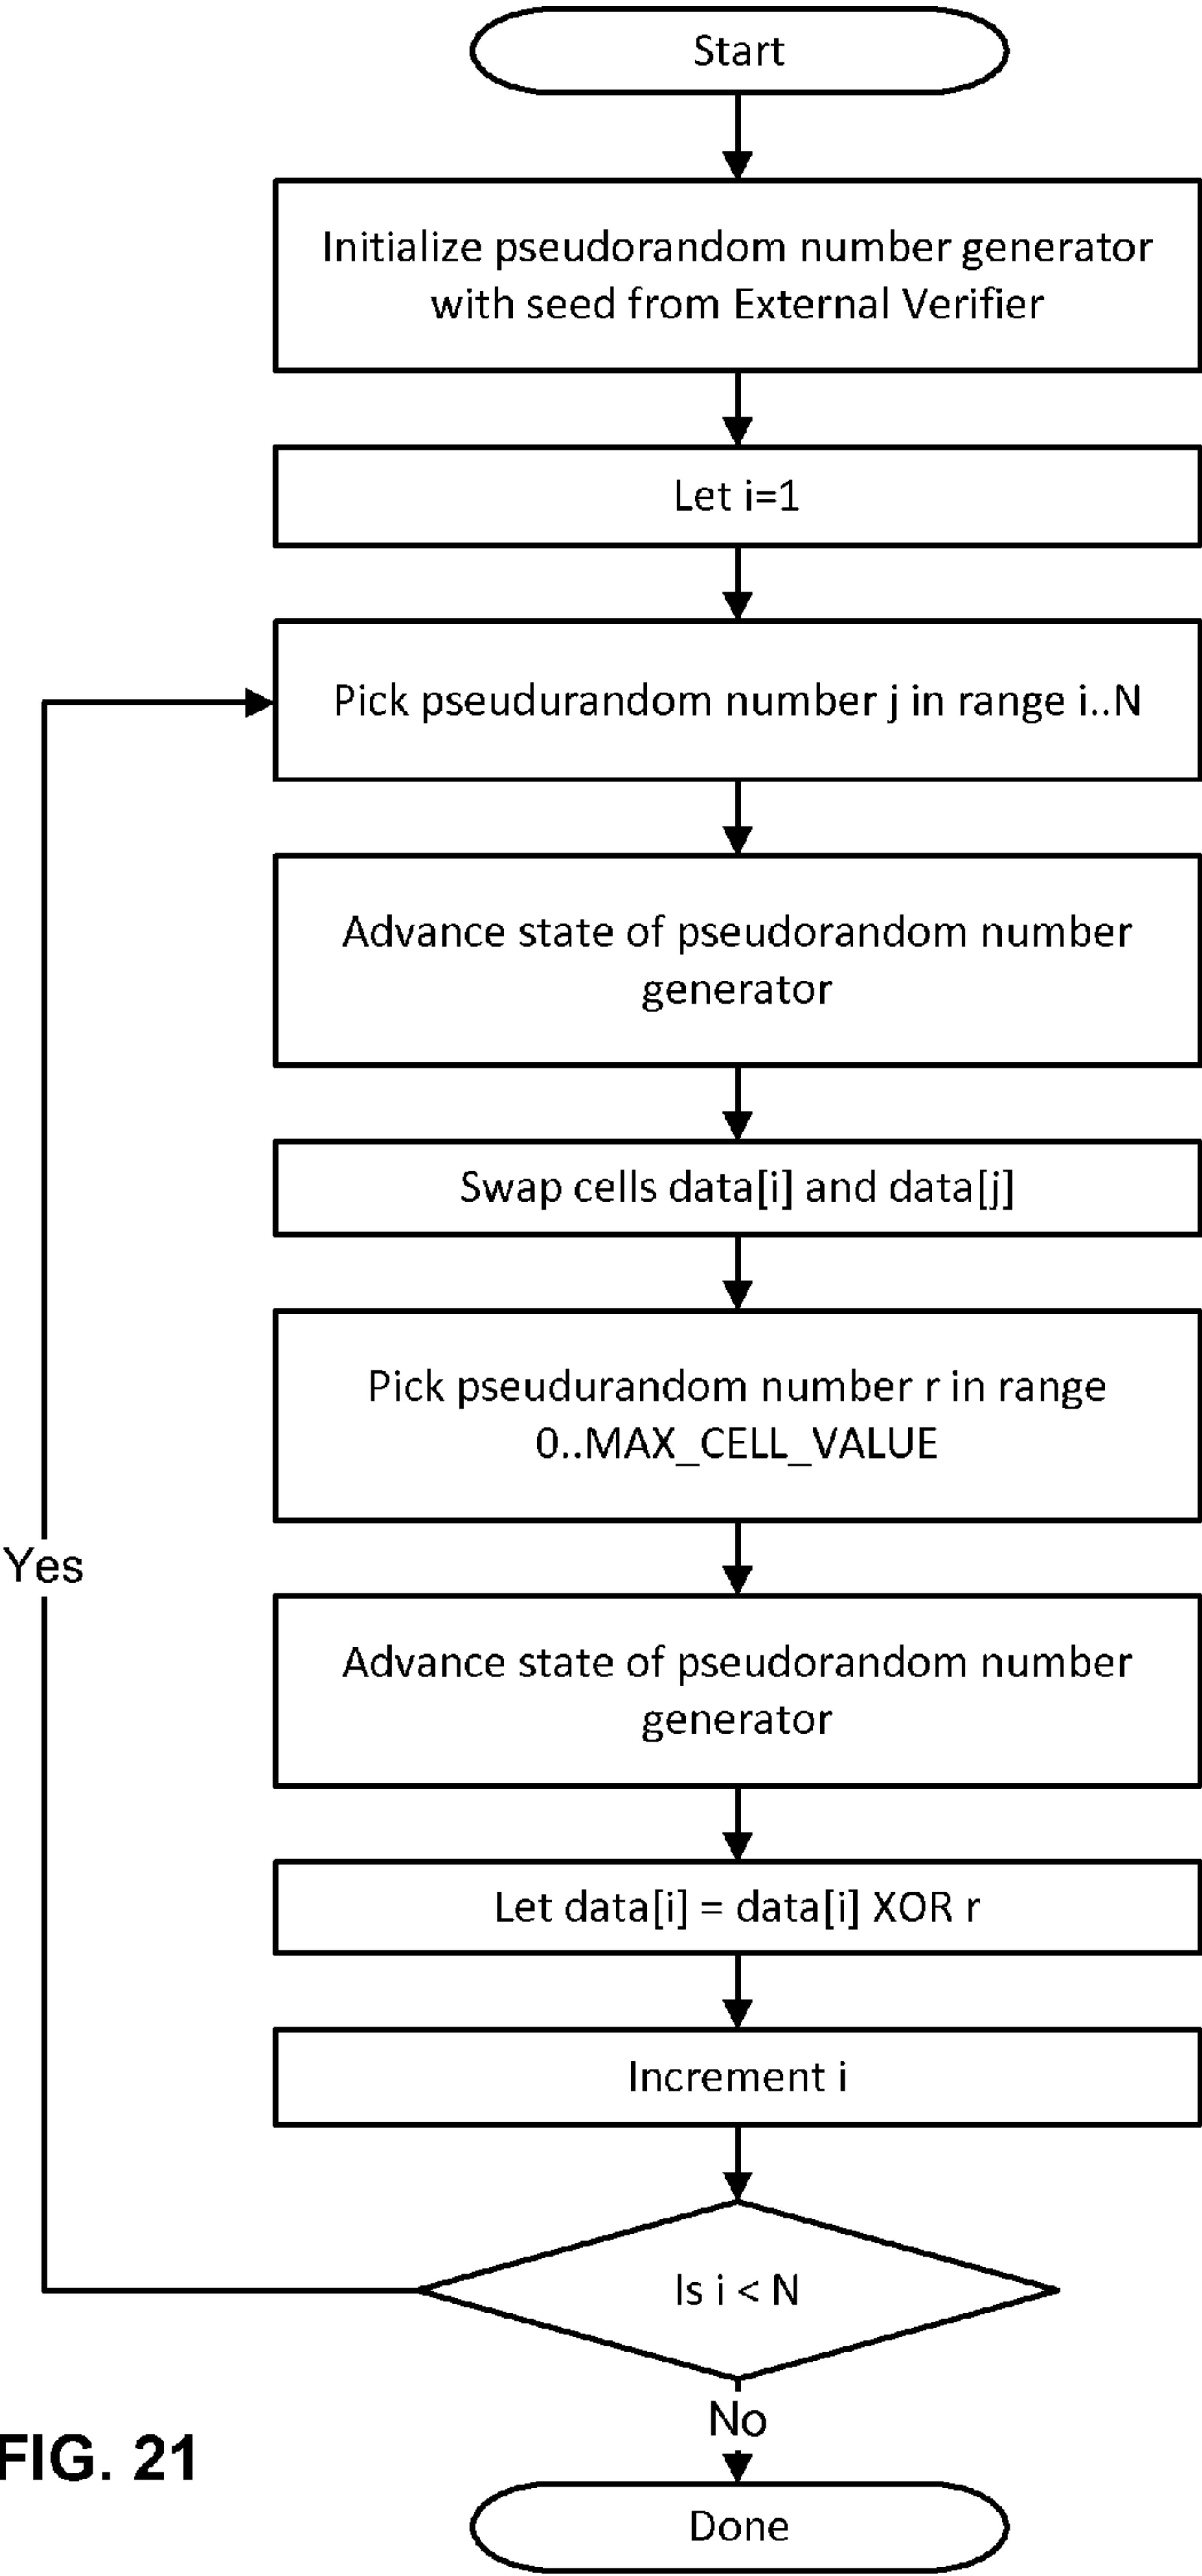 Start
Initialize pseudorandom number generator
with seed from External Verifier
Let i=1
Pick pseudurandom number j in range i..N
Advance state of pseudorandom number
generator
Swap cells data[i] and data[j]
Pick pseudurandom number r in range
0..MAX_CELL_VALUE
Yes
Advance state of pseudorandom number
generator
Let data[i] = data[i] XOR r
Increment i
Is i < N
No
FIG. 21
Done